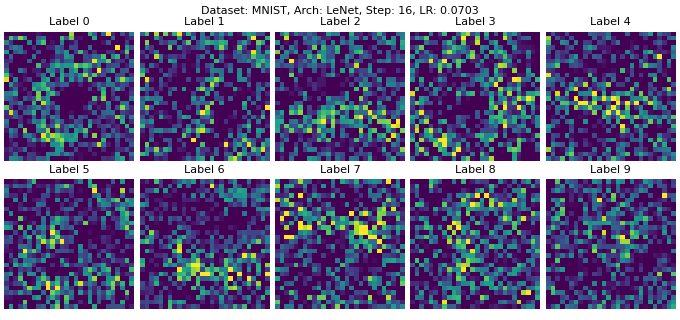 Dataset: MNIST, Arch: LeNet, Step: 16, LR: 0.0703
Label 0 Label 1 Label 2 Label 3 Label 4
Label 5 Label 6 Label 7 Label 8 Label 9